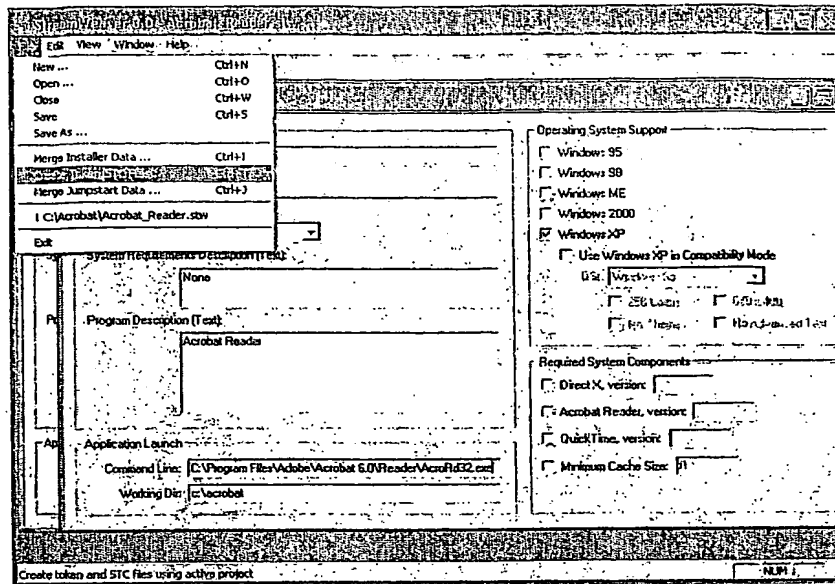 Edit View Window Help
New ... Ctrl+N
Open ... Ctrl+O
Close Ctrl+W
Save Ctrl+S
Save As ...
Merge Installer Data ... Ctrl+I
Merge Jumpstart Data ... Ctrl+J
1 C:\Acrobat\Acrobat_Reader.stw
Exit
System Requirements Description (Text):
None
Program Description (Text):
Acrobat Reader
Application Launch
Command Line: C:\Program Files\Adobe\Acrobat 6.0\Reader\AcroRd32.exe
Working Dir: c:\acrobat
Operating System Support
Windows 95
Windows 98
Windows ME
Windows 2000
Windows XP
Use Windows XP in Compatibility Mode
OS:
Required System Components
Direct X, version:
Acrobat Reader, version:
QuickTime, version:
Minimum Cache Size: 0
Create token and STC files using active project
NUM